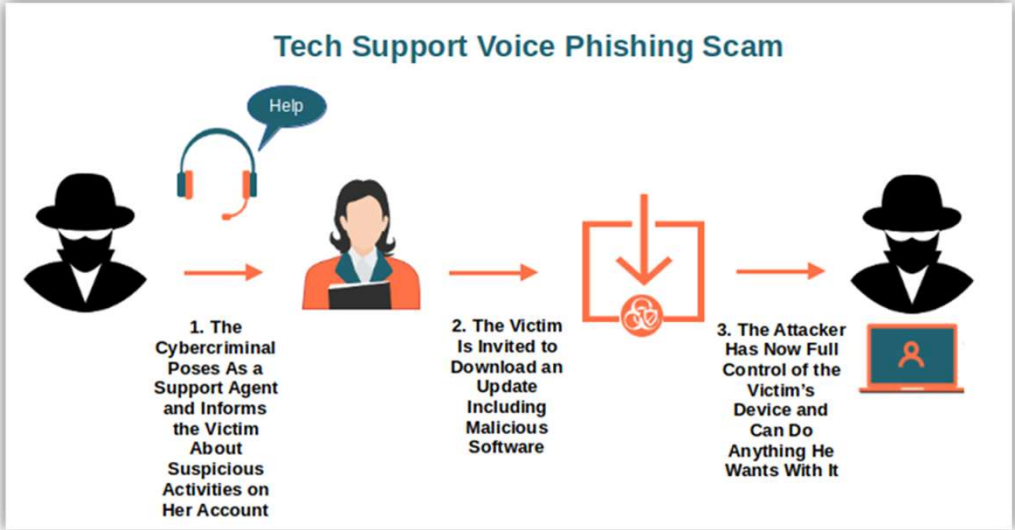 Tech Support Voice Phishing Scam
Help
1. The
Cybercriminal
Poses As a
Support Agent
and Informs
the Victim
About
Suspicious
Activities on
Her Account
2. The Victim
Is Invited to
Download an
Update
Including
Malicious
Software
3. The Attacker
Has Now Full
Control of the
Victim's
Device and
Can Do
Anything He
Wants With It